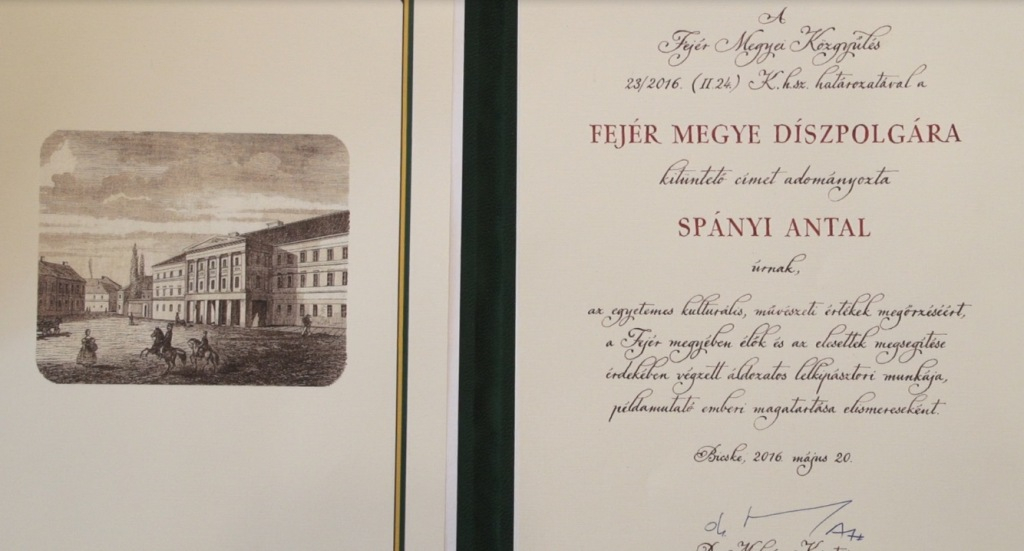 A
Fejér Megyei Közgyűlés
23/2016. (II.24.) K.h.sz. határozatával a
FEJÉR MEGYE DÍSZPOLGÁRA
kitüntető címet adományozta
SPÁNYI ANTAL
úrnak,
az egyetemes kulturális, művészeti értékek megőrzéséért,
a Fejér megyében élők és az elesettek megsegítése
érdekében végzett áldozatos lelkipásztori munkája,
példamutató emberi magatartása elismeréseként.
Bicske, 2016. május 20.